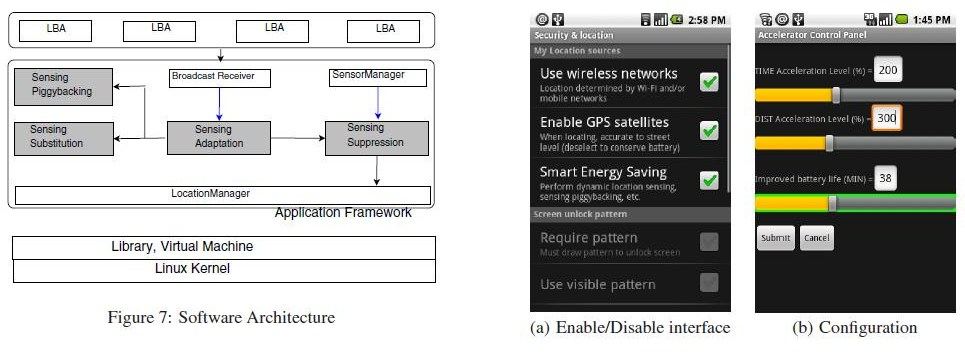 LBA
LBA
LBA
LBA
Sensing
Piggybacking
Broadcast Receiver
SensorManager
Sensing
Substitution
Sensing
Adaptation
Sensing
Suppression
LocationManager
Application Framework
Library, Virtual Machine
Linux Kernel
Figure 7: Software Architecture
2:58 PM
Security & location
My Location sources
Use wireless networks
Location determined by Wi-Fi and/or
mobile networks
Enable GPS satellites
When locating, accurate to street
level (deselect to conserve battery)
Smart Energy Saving
Perform dynamic location sensing,
sensing piggybacking, etc.
Screen unlock pattern
Require pattern
Must draw pattern to unlock screen
Use visible pattern
(a) Enable/Disable interface
1:45 PM
Accelerator Control Panel
TIME Acceleration Level (%) = 200
DIST Acceleration Level (%) = 300
Improved battery life (MIN) = 38
Submit Cancel
(b) Configuration